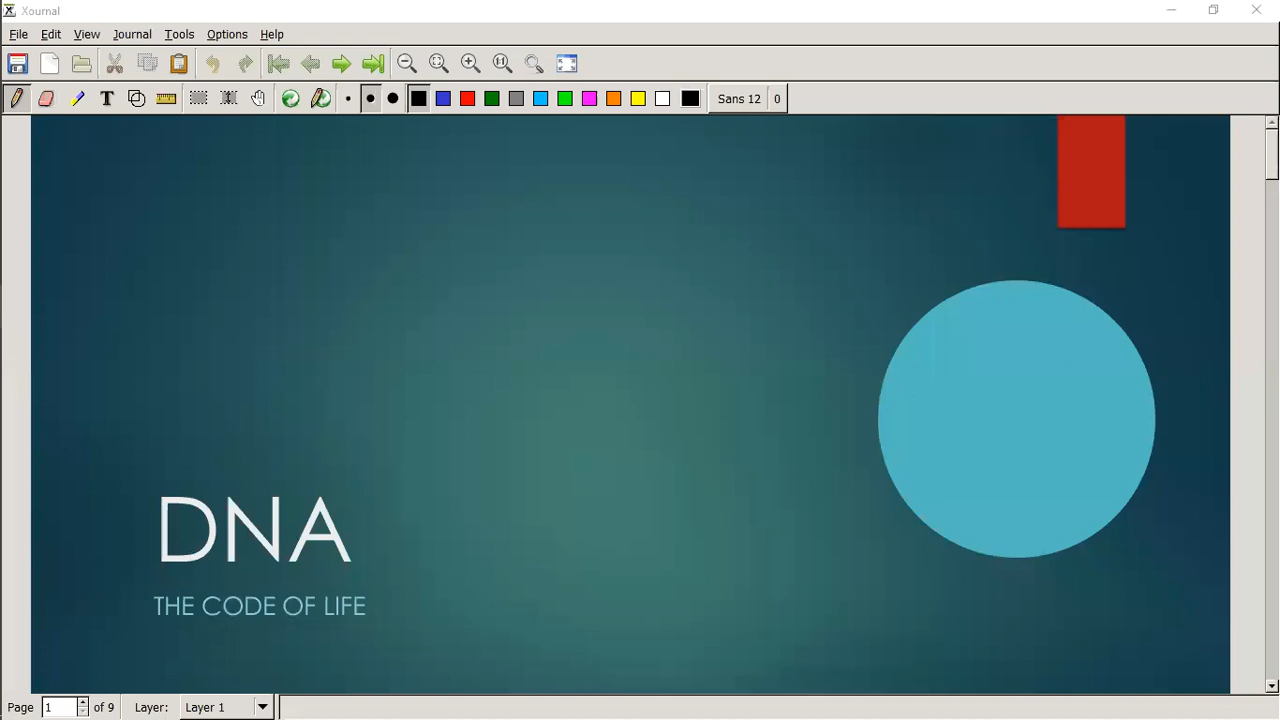 Xournal
File Edit View Journal Tools Options Help
Sans 12 0
DNA
THE CODE OF LIFE
Page 1 of 9 Layer: Layer 1